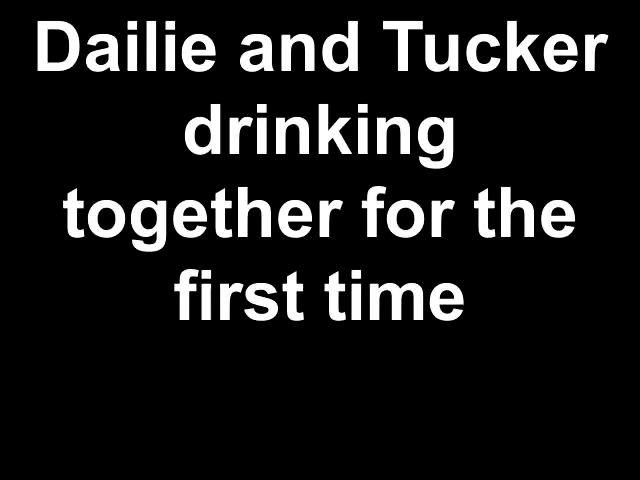 Dailie and Tucker
drinking
together for the
first time